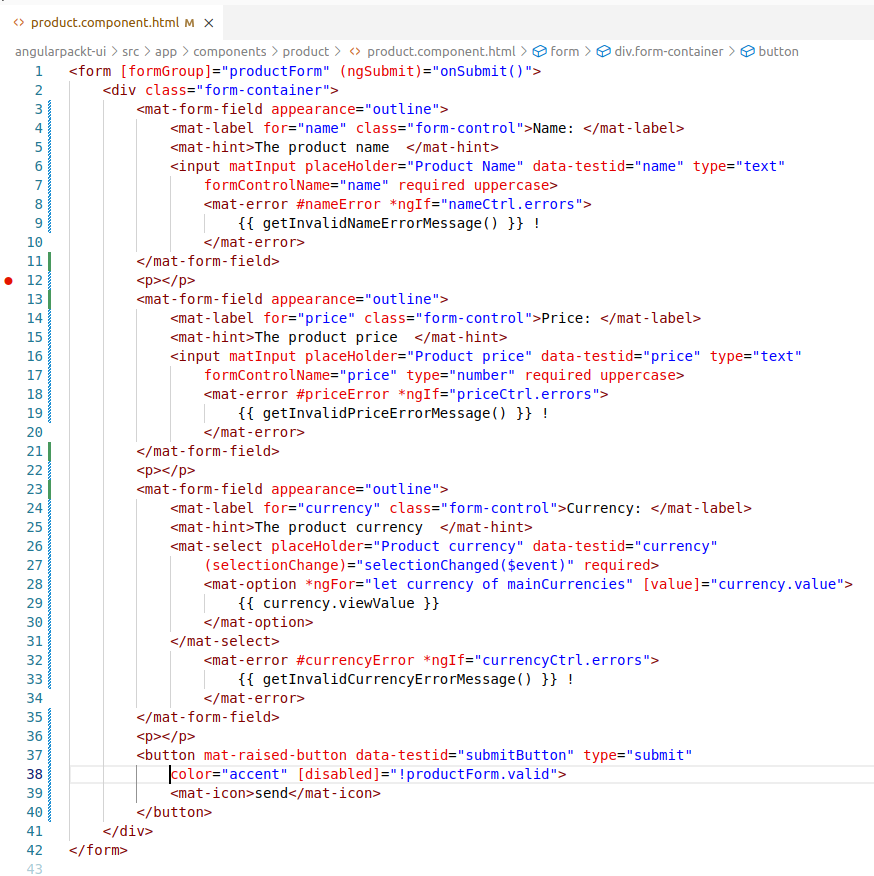 <> product.component.html M ×
angularpackt-ui > src > app > components > product > <> product.component.html > form > div.form-container > button
1 <form [formGroup]="productForm" (ngSubmit)="onSubmit()">
2 <div class="form-container">
3 <mat-form-field appearance="outline">
4 <mat-label for="name" class="form-control">Name: </mat-label>
5 <mat-hint>The product name  </mat-hint>
6 <input matInput placeHolder="Product Name" data-testid="name" type="text"
7 formControlName="name" required uppercase>
8 <mat-error #nameError *ngIf="nameCtrl.errors">
9 {{ getInvalidNameErrorMessage() }} !
10 </mat-error>
11 </mat-form-field>
12 <p></p>
13 <mat-form-field appearance="outline">
14 <mat-label for="price" class="form-control">Price: </mat-label>
15 <mat-hint>The product price  </mat-hint>
16 <input matInput placeHolder="Product price" data-testid="price" type="text"
17 formControlName="price" type="number" required uppercase>
18 <mat-error #priceError *ngIf="priceCtrl.errors">
19 {{ getInvalidPriceErrorMessage() }} !
20 </mat-error>
21 </mat-form-field>
22 <p></p>
23 <mat-form-field appearance="outline">
24 <mat-label for="currency" class="form-control">Currency: </mat-label>
25 <mat-hint>The product currency  </mat-hint>
26 <mat-select placeHolder="Product currency" data-testid="currency"
27 (selectionChange)="selectionChanged($event)" required>
28 <mat-option *ngFor="let currency of mainCurrencies" [value]="currency.value">
29 {{ currency.viewValue }}
30 </mat-option>
31 </mat-select>
32 <mat-error #currencyError *ngIf="currencyCtrl.errors">
33 {{ getInvalidCurrencyErrorMessage() }} !
34 </mat-error>
35 </mat-form-field>
36 <p></p>
37 <button mat-raised-button data-testid="submitButton" type="submit"
38 color="accent" [disabled]="!productForm.valid">
39 <mat-icon>send</mat-icon>
40 </button>
41 </div>
42 </form>
43